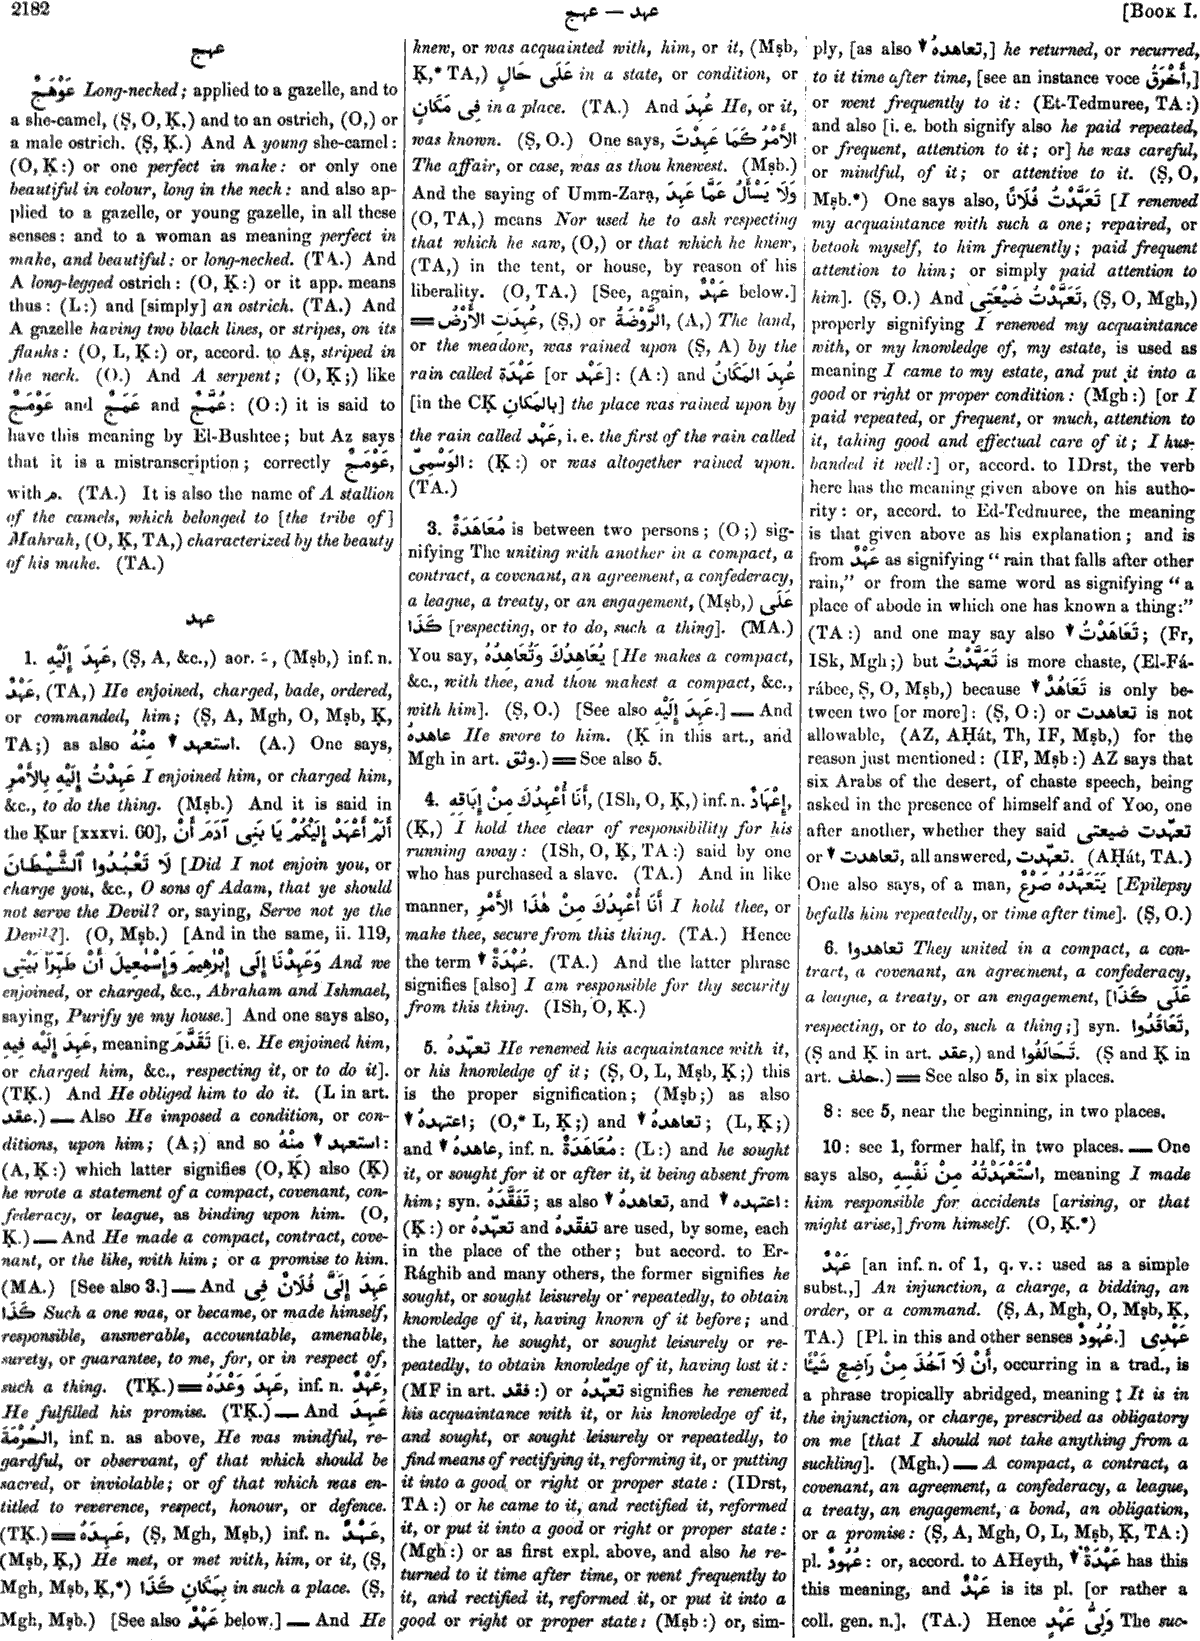 2182
عهج — عهد
[Book I.
عهج
عَوْهَجٌ Long-necked; applied to a gazelle, and to
a she-camel, (Ṣ, O, Ḳ,) and to an ostrich, (O,) or
a male ostrich. (Ṣ, Ḳ.) And A young she-camel:
(O, Ḳ:) or one perfect in make: or only one
beautiful in colour, long in the neck: and also ap-
plied to a gazelle, or young gazelle, in all these
senses: and to a woman as meaning perfect in
make, and beautiful: or long-necked. (TA.) And
A long-legged ostrich: (O, Ḳ:) or it app. means
thus: (L:) and [simply] an ostrich. (TA.) And
A gazelle having two black lines, or stripes, on its
flanks: (O, L, Ḳ:) or, accord. to Aṣ, striped in
the neck. (O.) And A serpent; (O, Ḳ;) like
عَوْمَجٌ and عَمَجٌ and عُمَّجٌ: (O:) it is said to
have this meaning by El-Bushtee; but Az says
that it is a mistranscription; correctly عَوْمَجٌ,
with م. (TA.) It is also the name of A stallion
of the camels, which belonged to [the tribe of]
Mahrah, (O, Ḳ, TA,) characterized by the beauty
of his make. (TA.)
عهد
1. عَهِدَ إِلَيْهِ, (Ṣ, A, &c.,) aor. ـَ, (Mṣb,) inf. n.
عَهْدٌ, (TA,) He enjoined, charged, bade, ordered,
or commanded, him; (Ṣ, A, Mgh, O, Mṣb, Ḳ,
TA;) as also ▼ استعهد مِنْهُ. (A.) One says,
عَهِدْتُ إِلَيْهِ بِالأَمْرِ I enjoined him, or charged him,
&c., to do the thing. (Mṣb.) And it is said in
the Ḳur [xxxvi. 60], أَلَمْ أَعْهَدْ إِلَيْكُمْ يَا بَنِى آدَمَ أَنْ
لَا تَعْبُدُوا ٱلشَّيْطَانَ [Did I not enjoin you, or
charge you, &c., O sons of Adam, that ye should
not serve the Devil? or, saying, Serve not ye the
Devil?]. (O, Mṣb.) [And in the same, ii. 119,
وَعَهِدْنَا إِلَى إِبْرٰهِيمَ وَإِسْمٰعِيلَ أَنْ طَهِّرَا بَيْتِى And we
enjoined, or charged, &c., Abraham and Ishmael,
saying, Purify ye my house.] And one says also,
عَهِدَ إِلَيْهِ فِيهِ, meaning تَقَدَّمَ [i. e. He enjoined him,
or charged him, &c., respecting it, or to do it].
(TḲ.) And He obliged him to do it. (L in art.
عقد.) — Also He imposed a condition, or con-
ditions, upon him; (A;) and so ▼ استعهد مِنْهُ:
(A, Ḳ:) which latter signifies (O, Ḳ) also (Ḳ)
he wrote a statement of a compact, covenant, con-
federacy, or league, as binding upon him. (O,
Ḳ.) — And He made a compact, contract, cove-
nant, or the like, with him; or a promise to him.
(MA.) [See also 3.] — And عَهِدَ إِلَىَّ فُلَانٌ فِى
كَذَا Such a one was, or became, or made himself,
responsible, answerable, accountable, amenable,
surety, or guarantee, to me, for, or in respect of,
such a thing. (TḲ.) = عَهِدَ وَعْدَهُ, inf. n. عَهْدٌ,
He fulfilled his promise. (TḲ.) — And عَهِدَ
الحُرْمَةَ, inf. n. as above, He was mindful, re-
gardful, or observant, of that which should be
sacred, or inviolable; or of that which was en-
titled to reverence, respect, honour, or defence.
(TḲ.) = عَهِدَهُ, (Ṣ, Mgh, Mṣb,) inf. n. عَهْدٌ,
(Mṣb, Ḳ,) He met, or met with, him, or it, (Ṣ,
Mgh, Mṣb, Ḳ,*) بِمَكَانِ كَذَا in such a place. (Ṣ,
Mgh, Mṣb.) [See also عَهْدٌ below.] — And He
knew, or was acquainted with, him, or it, (Mṣb,
Ḳ,* TA,) عَلَى حَالٍ in a state, or condition, or
فِى مَكَانٍ in a place. (TA.) And عُهِدَ He, or it,
was known. (Ṣ, O.) One says, الأَمْرُ كَمَا عَهِدْتَ
The affair, or case, was as thou knewest. (Mṣb.)
And the saying of Umm-Zara, وَلَا يَسْأَلُ عَمَّا عَهِدَ
(O, TA,) means Nor used he to ask respecting
that which he saw, (O,) or that which he knew,
(TA,) in the tent, or house, by reason of his
liberality. (O, TA.) [See, again, عَهْدٌ below.]
= عُهِدَتِ الأَرْضُ, (Ṣ,) or الرَّوْضَةُ, (A,) The land,
or the meadow, was rained upon (Ṣ, A) by the
rain called عَهْدَة [or عَهْد]: (A:) and عُهِدَ المَكَانُ
[in the CḲ بِالمَكَانِ] the place was rained upon by
the rain called عَهْد, i. e. the first of the rain called
الوَسْمِىّ: (Ḳ:) or was altogether rained upon.
(TA.)
3. مُعَاهَدَةٌ is between two persons; (O;) sig-
nifying The uniting with another in a compact, a
contract, a covenant, an agreement, a confederacy,
a league, a treaty, or an engagement, (Mṣb,) عَلَى
كَذَا [respecting, or to do, such a thing]. (MA.)
You say, يُعَاهِدُكَ وَتُعَاهِدُهُ [He makes a compact,
&c., with thee, and thou makest a compact, &c.,
with him]. (Ṣ, O.) [See also عَهِدَ إِلَيْهِ.] — And
عاهدهُ He swore to him. (Ḳ in this art., and
Mgh in art. وثق.) = See also 5.
4. أَنَا أُعْهِدُكَ مِنْ إِبَاقِهِ, (ISh, O, Ḳ,) inf. n. إِعْهَادٌ,
(Ḳ,) I hold thee clear of responsibility for his
running away: (ISh, O, Ḳ, TA:) said by one
who has purchased a slave. (TA.) And in like
manner, أَنَا أُعْهِدُكَ مِنْ هٰذَا الأَمْرِ I hold thee, or
make thee, secure from this thing. (TA.) Hence
the term ▼ عُهْدَةٌ. (TA.) And the latter phrase
signifies [also] I am responsible for thy security
from this thing. (ISh, O, Ḳ.)
5. تعهّدهُ He renewed his acquaintance with it,
or his knowledge of it; (Ṣ, O, L, Mṣb, Ḳ;) this
is the proper signification; (Mṣb;) as also
▼ اعتهدهُ; (O,* L, Ḳ;) and ▼ تعاهدهُ; (L, Ḳ;)
and ▼ عاهدهُ, inf. n. مُعَاهَدَةٌ: (L:) and he sought
it, or sought for it or after it, it being absent from
him; syn. تَفَقَّدَهُ; as also ▼ تعاهدهُ, and ▼ اعتهده:
(Ḳ:) or تعهّدهُ and تفقّدهُ are used, by some, each
in the place of the other; but accord. to Er-
Rághib and many others, the former signifies he
sought, or sought leisurely or repeatedly, to obtain
knowledge of it, having known of it before; and
the latter, he sought, or sought leisurely or re-
peatedly, to obtain knowledge of it, having lost it:
(MF in art. فقد:) or تعهّدهُ signifies he renewed
his acquaintance with it, or his knowledge of it,
and sought, or sought leisurely or repeatedly, to
find means of rectifying it, reforming it, or putting
it into a good or right or proper state: (IDrst,
TA:) or he came to it, and rectified it, reformed
it, or put it into a good or right or proper state:
(Mgh:) or as first expl. above, and also he re-
turned to it time after time, or went frequently to
it, and rectified it, reformed it, or put it into a
good or right or proper state: (Mṣb:) or, sim-
ply, [as also ▼ تعاهدهُ,] he returned, or recurred,
to it time after time, [see an instance voce أَخْرَقُ,]
or went frequently to it: (Et-Tedmuree, TA:)
and also [i. e. both signify also he paid repeated,
or frequent, attention to it; or] he was careful,
or mindful, of it; or attentive to it. (Ṣ, O,
Mṣb.*) One says also, تَعَهَّدْتُ فُلَانًا [I renewed
my acquaintance with such a one; repaired, or
betook myself, to him frequently; paid frequent
attention to him; or simply paid attention to
him]. (Ṣ, O.) And تَعَهَّدْتُ ضَيْعَتِى, (Ṣ, O, Mgh,)
properly signifying I renewed my acquaintance
with, or my knowledge of, my estate, is used as
meaning I came to my estate, and put it into a
good or right or proper condition: (Mgh:) [or I
paid repeated, or frequent, or much, attention to
it, taking good and effectual care of it; I hus-
banded it well:] or, accord. to IDrst, the verb
here has the meaning given above on his autho-
rity: or, accord. to Ed-Tedmuree, the meaning
is that given above as his explanation; and is
from عَهْدٌ as signifying "rain that falls after other
rain," or from the same word as signifying "a
place of abode in which one has known a thing:"
(TA:) and one may say also ▼ تَعَاهَدْتُ; (Fr,
ISk, Mgh;) but تَعَهَّدْتُ is more chaste, (El-Fá-
rábee, Ṣ, O, Mṣb,) because ▼ تَعَاهُدٌ is only be-
tween two [or more]: (Ṣ, O:) or تعاهدت is not
allowable, (AZ, AḤát, Th, IF, Mṣb,) for the
reason just mentioned: (IF, Mṣb:) AZ says that
six Arabs of the desert, of chaste speech, being
asked in the presence of himself and of Yoo, one
after another, whether they said تعهّدت ضيعتى
or ▼ تعاهدت, all answered, تعهّدت. (AḤát, TA.)
One also says, of a man, يَتَعَهَّدُهُ صَرْعٌ [Epilepsy
befalls him repeatedly, or time after time]. (Ṣ, O.)
6. تعاهدوا They united in a compact, a con-
tract, a covenant, an agreement, a confederacy,
a league, a treaty, or an engagement, [عَلَى كَذَا
respecting, or to do, such a thing;] syn. تَعَاقَدُوا,
(Ṣ and Ḳ in art. عقد,) and تَحَالَفُوا. (Ṣ and Ḳ in
art. حلف.) = See also 5, in six places.
8: see 5, near the beginning, in two places.
10: see 1, former half, in two places. — One
says also, اسْتَعْهَدْتُهُ مِنْ نَفْسِهِ, meaning I made
him responsible for accidents [arising, or that
might arise,] from himself. (O, Ḳ.*)
عَهْدٌ [an inf. n. of 1, q. v.: used as a simple
subst.,] An injunction, a charge, a bidding, an
order, or a command. (Ṣ, A, Mgh, O, Mṣb, Ḳ,
TA.) [Pl. in this and other senses عُهُودٌ.] عَهْدِى
أَنْ لَا آخُذَ مِنْ رَاضِعٍ شَيْئًا, occurring in a trad., is
a phrase tropically abridged, meaning ‡ It is in
the injunction, or charge, prescribed as obligatory
on me [that I should not take anything from a
suckling]. (Mgh.) — A compact, a contract, a
covenant, an agreement, a confederacy, a league,
a treaty, an engagement, a bond, an obligation,
or a promise: (Ṣ, A, Mgh, O, L, Mṣb, Ḳ, TA:)
pl. عُهُودٌ: or, accord. to AHeyth, ▼ عَهْدَةٌ has this
this meaning, and عَهْدٌ is its pl. [or rather a
coll. gen. n.]. (TA.) Hence وَلِىُّ عَهْدٍ The suc-